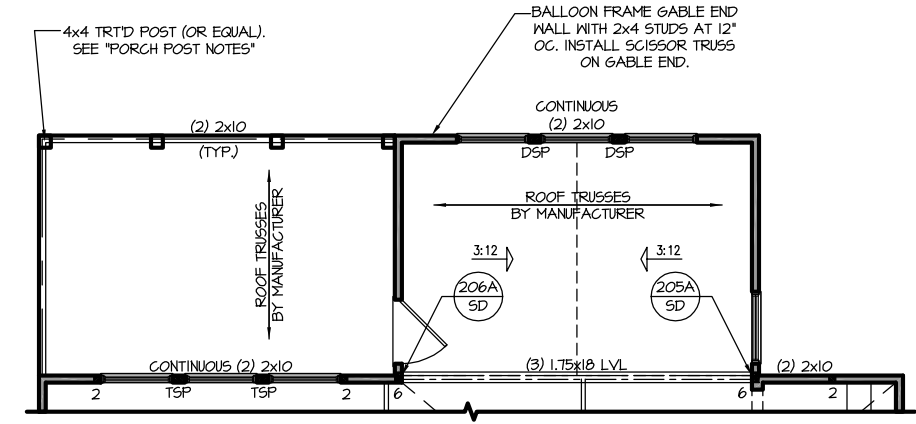 4x4 TRT'D POST (OR EQUAL).
SEE "PORCH POST NOTES"
BALLOON FRAME GABLE END
WALL WITH 2x4 STUDS AT 12"
OC. INSTALL SCISSOR TRUSS
ON GABLE END.
(2) 2x10
(TYP.)
CONTINUOUS
(2) 2x10
DSP
DSP
ROOF TRUSSES
BY MANUFACTURER
ROOF TRUSSES
BY MANUFACTURER
3:12
3:12
206A
SD
205A
SD
CONTINUOUS (2) 2x10
(3) 1.75x18 LVL
(2) 2x10
2
TSP
TSP
2
6
6
2